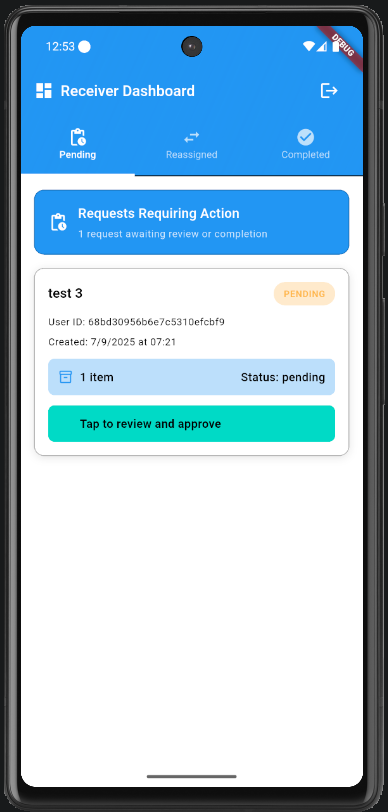 12:53
DEBUG
Receiver Dashboard
Pending
Reassigned
Completed
Requests Requiring Action
1 request awaiting review or completion
test 3
PENDING
User ID: 68bd30956b6e7c5310efcbf9
Created: 7/9/2025 at 07:21
1 item
Status: pending
Tap to review and approve